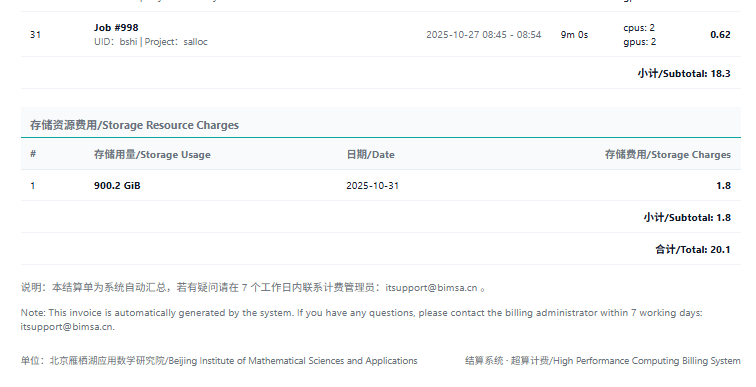 31 Job #998 2025-10-27 08:45 - 08:54 9m 0s cpus: 2 0.62
UID: bshi | Project: salloc gpus: 2
小计/Subtotal: 18.3
存储资源费用/Storage Resource Charges
# 存储用量/Storage Usage 日期/Date 存储费用/Storage Charges
1 900.2 GiB 2025-10-31 1.8
小计/Subtotal: 1.8
合计/Total: 20.1
说明：本结算单为系统自动汇总，若有疑问请在 7 个工作日内联系计费管理员：itsupport@bimsa.cn 。
Note: This invoice is automatically generated by the system. If you have any questions, please contact the billing administrator within 7 working days:
itsupport@bimsa.cn.
单位：北京雁栖湖应用数学研究院/Beijing Institute of Mathematical Sciences and Applications 结算系统 · 超算计费/High Performance Computing Billing System